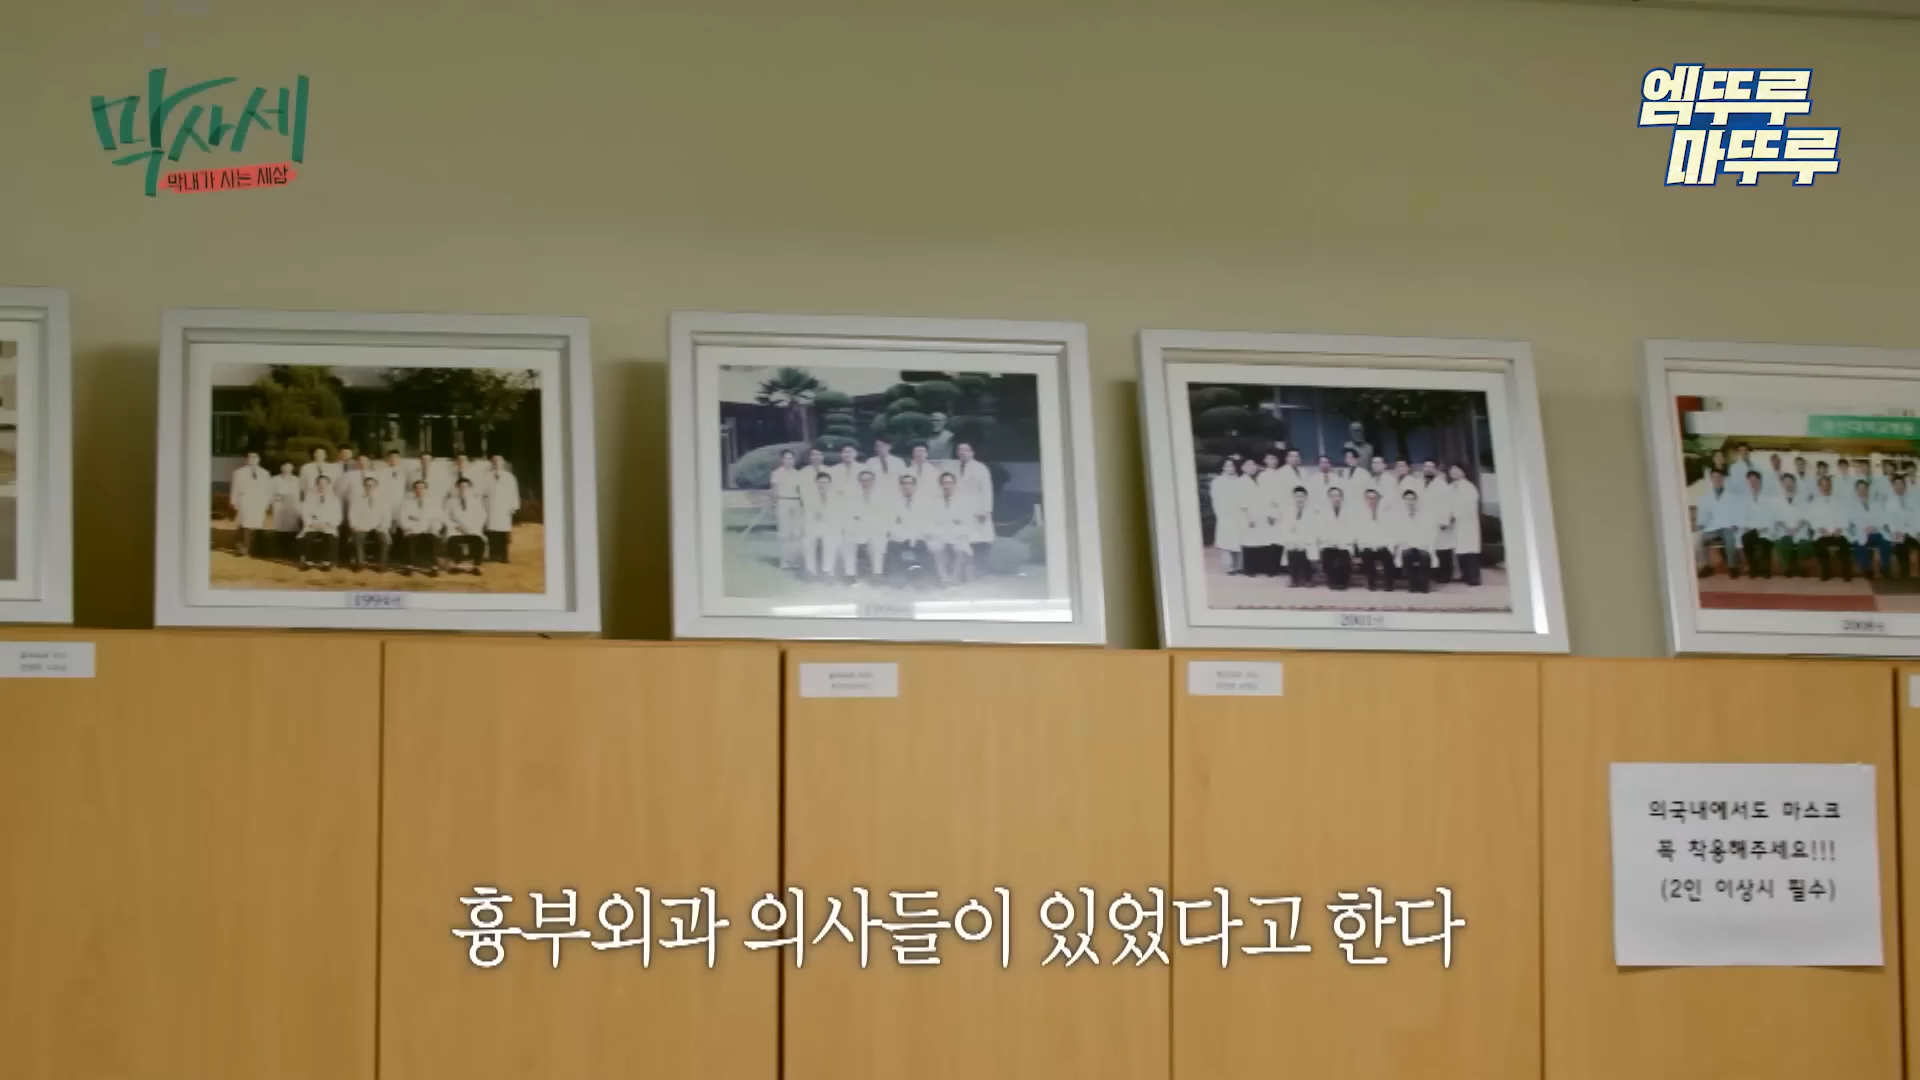 막사세
막내가 사는 세상
엠뚜루
마뚜루
1994년
2001년
2008년
의국내에서도 마스크
꼭 착용해주세요!!!
(2인 이상시 필수)
흉부외과 의사들이 있었다고 한다